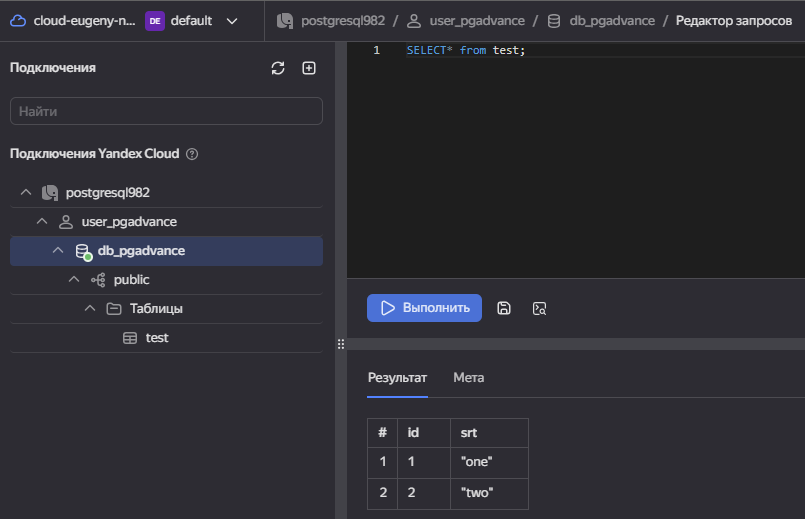 cloud-eugeny-n... DE default postgresql982 / user_pgadvance / db_pgadvance / Редактор запросов
Подключения
Найти
Подключения Yandex Cloud ?
postgresql982
user_pgadvance
db_pgadvance
public
Таблицы
test
1 SELECT* from test;
Выполнить
Результат Мета
# id srt
1 1 "one"
2 2 "two"